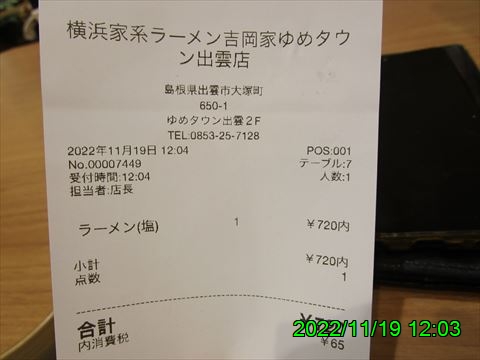 横浜家系ラーメン吉岡家ゆめタウ
ン出雲店
島根県出雲市大塚町
650-1
ゆめタウン出雲2F
TEL:0853-25-7128
2022年11月19日 12:04 POS:001
No.00007449 テーブル:7
受付時間:12:04 人数:1
担当者:店長
ラーメン(塩) 1 ¥720内
小計 ¥720内
点数 1
合計
内消費税 ¥65
2022/11/19 12:03